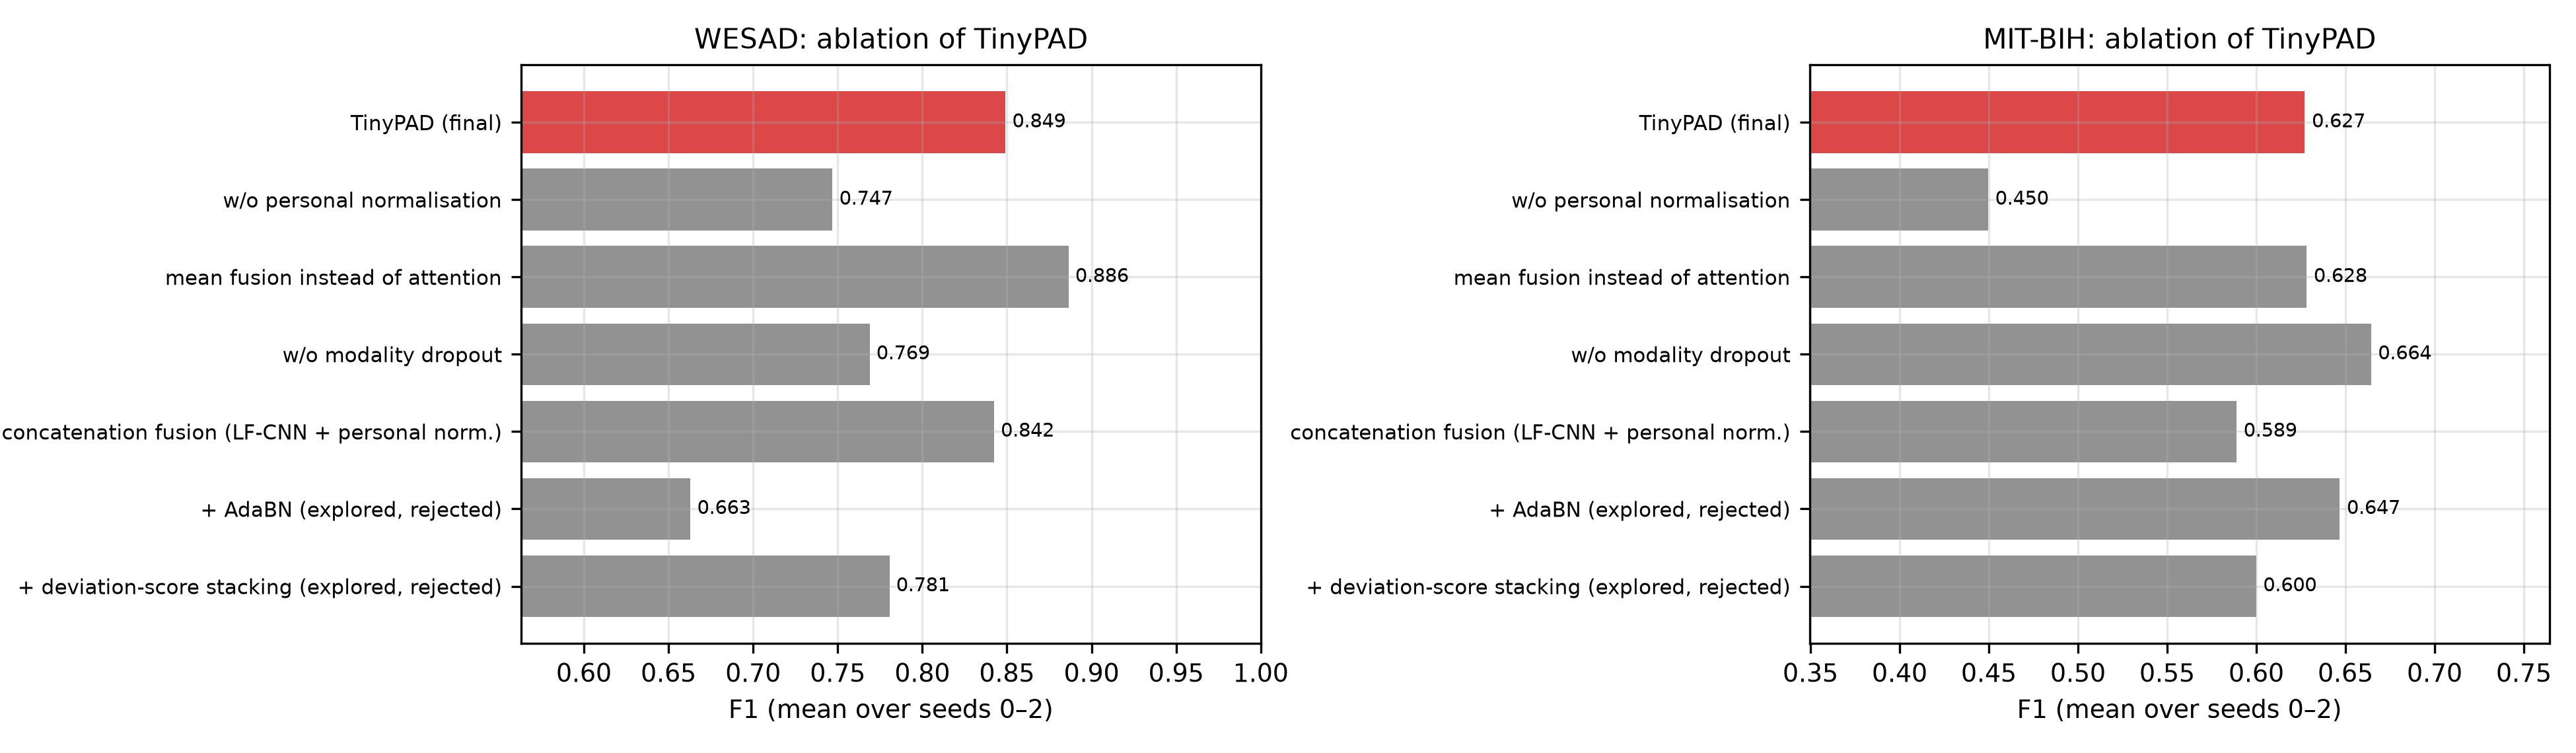 WESAD: ablation of TinyPAD
TinyPAD (final)
0.849
w/o personal normalisation
0.747
mean fusion instead of attention
0.886
w/o modality dropout
0.769
concatenation fusion (LF-CNN + personal norm.)
0.842
+ AdaBN (explored, rejected)
0.663
+ deviation-score stacking (explored, rejected)
0.781
0.60 0.65 0.70 0.75 0.80 0.85 0.90 0.95 1.00
F1 (mean over seeds 0–2)
MIT-BIH: ablation of TinyPAD
TinyPAD (final)
0.627
w/o personal normalisation
0.450
mean fusion instead of attention
0.628
w/o modality dropout
0.664
concatenation fusion (LF-CNN + personal norm.)
0.589
+ AdaBN (explored, rejected)
0.647
+ deviation-score stacking (explored, rejected)
0.600
0.35 0.40 0.45 0.50 0.55 0.60 0.65 0.70 0.75
F1 (mean over seeds 0–2)